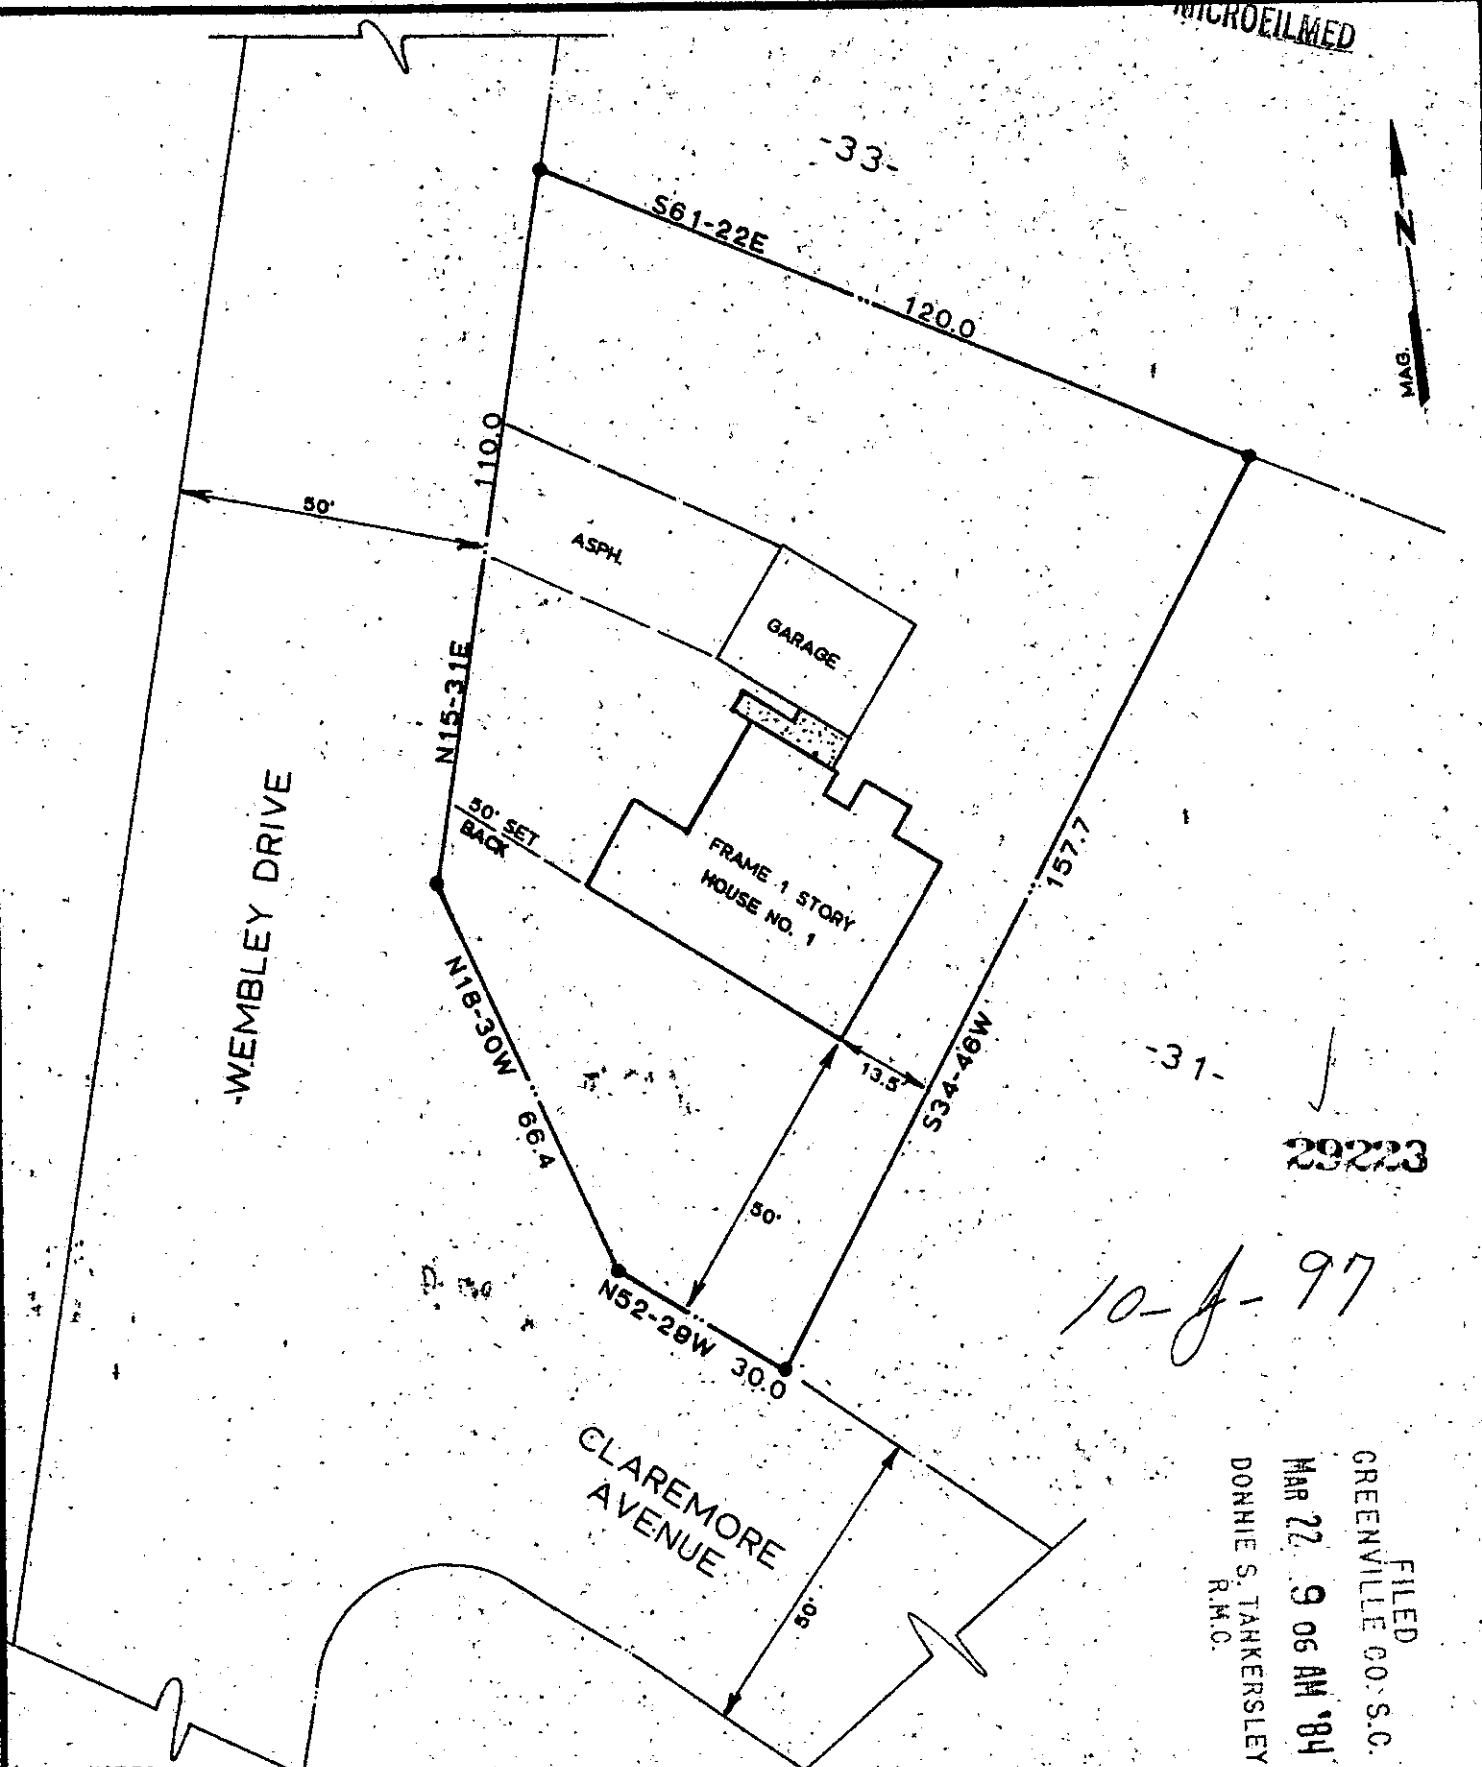 MICROFILMED
-33-
S61-22E
120.0
N
MAG.
110.0
50'
ASPH.
GARAGE
N15-31E
50' SET
BACK
FRAME 1 STORY
HOUSE NO. 1
157.7
WEMBLEY DRIVE
N18-30W
66.4
13.5'
S34-46W
-31-
29223
50'
N52-29W 30.0
10-J-97
CLAREMORE
AVENUE
50'
FILED
GREENVILLE CO. S.C.
MAR 22 9 06 AM '84
DONNIE S. TANKERSLEY
R.M.C.